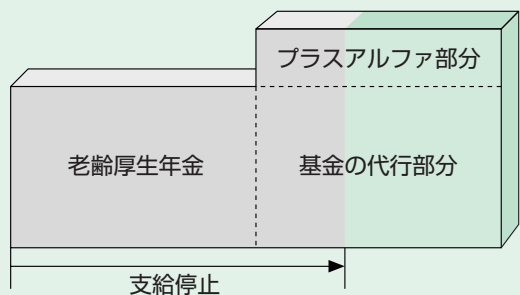 プラスアルファ部分
老齢厚生年金
基金の代行部分
支給停止